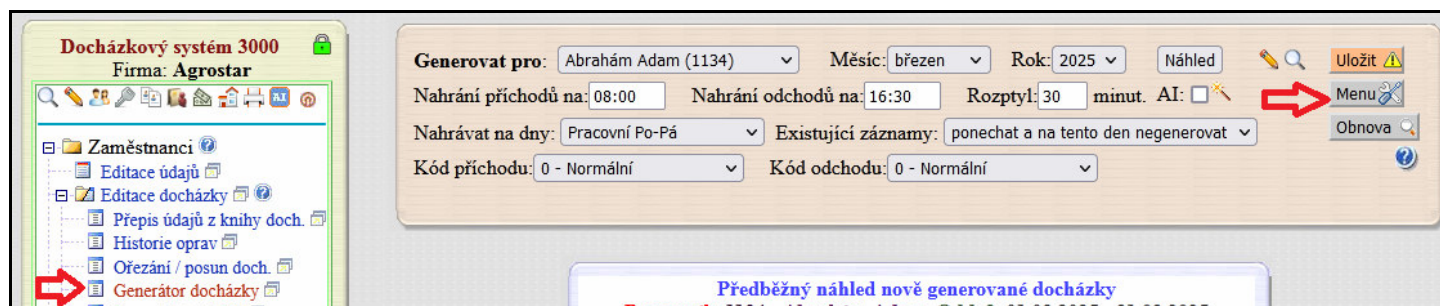 Docházkový systém 3000
Firma: Agrostar
AI
Zaměstnanci
Editace údajů
Editace docházky
Přepis údajů z knihy doch.
Historie oprav
Ořezání / posun doch.
Generátor docházky
Generovat pro: Abrahám Adam (1134) Měsíc: březen Rok: 2025 Náhled Uložit
Nahrání příchodů na: 08:00 Nahrání odchodů na: 16:30 Rozptyl: 30 minut. AI: Menu
Nahrávat na dny: Pracovní Po-Pá Existující záznamy: ponechat a na tento den negenerovat Obnova
Kód příchodu: 0 - Normální Kód odchodu: 0 - Normální
Předběžný náhled nově generované docházky